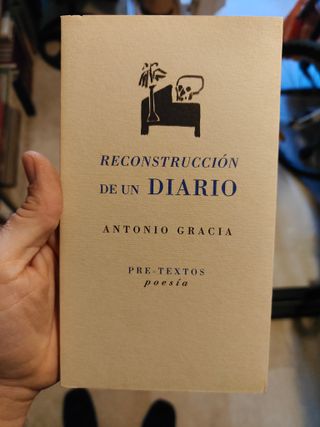 RECONSTRUCCIÓN
DE UN DIARIO
ANTONIO GRACIA
PRE-TEXTOS
poesía